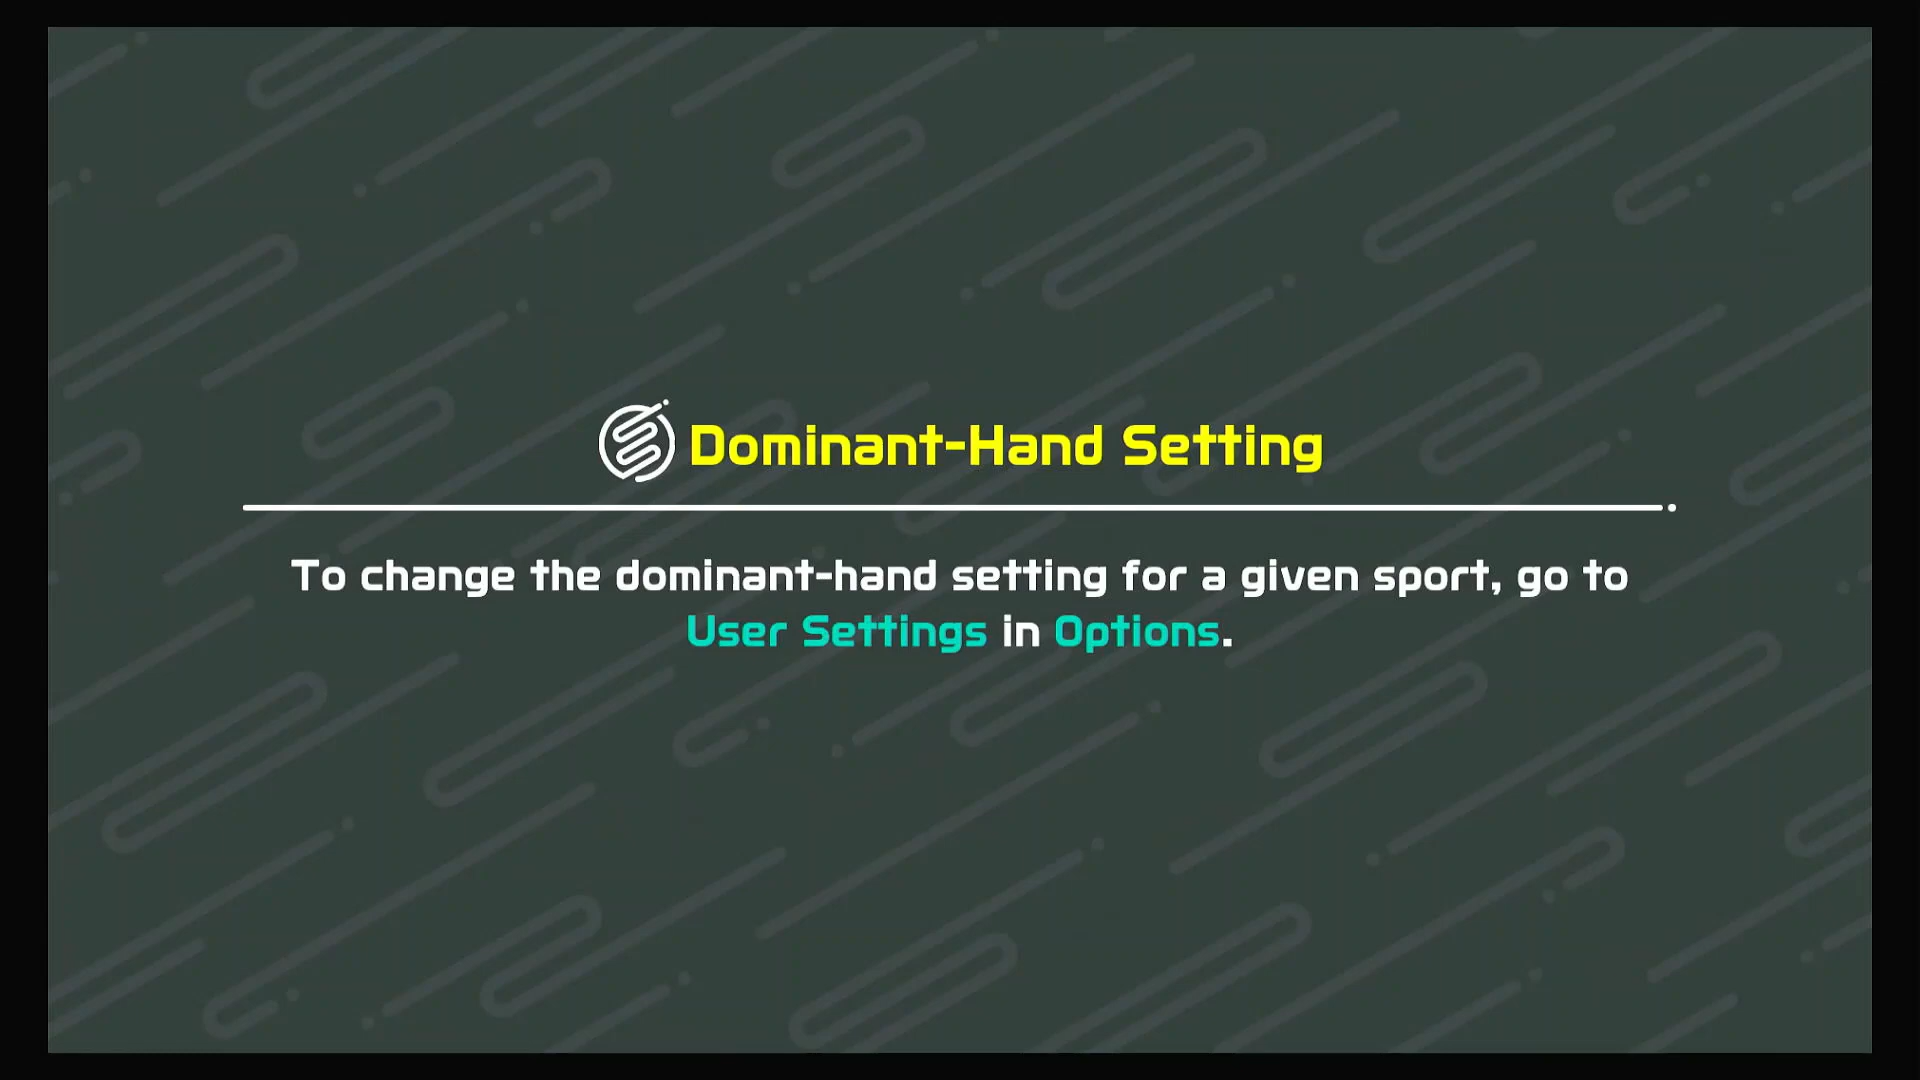 Dominant-Hand Setting
To change the dominant-hand setting for a given sport, go to
User Settings in Options.